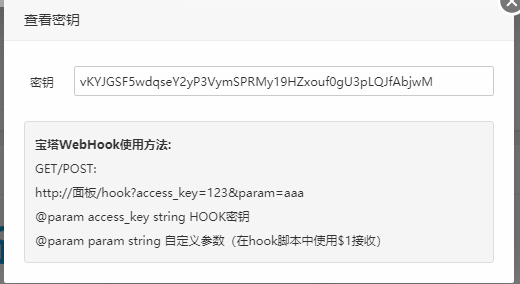 查看密钥
密钥 vKYJGSF5wdqseY2yP3VymSPRMy19HZxouf0gU3pLQJfAbjwM
宝塔WebHook使用方法:
GET/POST:
http://面板/hook?access_key=123&param=aaa
@param access_key string HOOK密钥
@param param string 自定义参数（在hook脚本中使用$1接收）